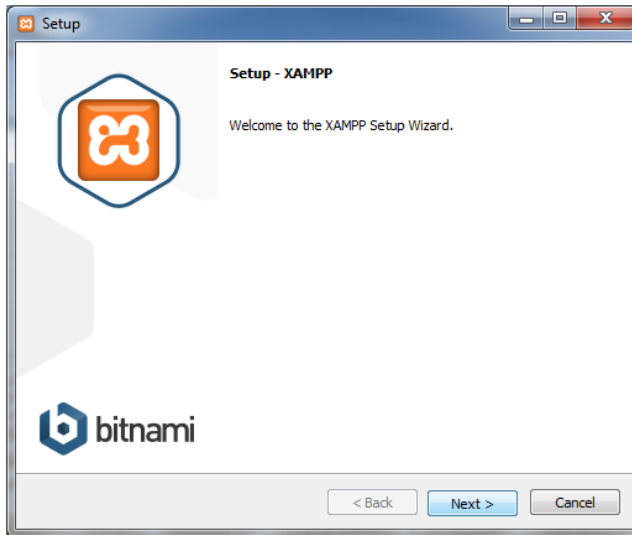 Setup
Setup - XAMPP
Welcome to the XAMPP Setup Wizard.
bitnami
< Back
Next >
Cancel